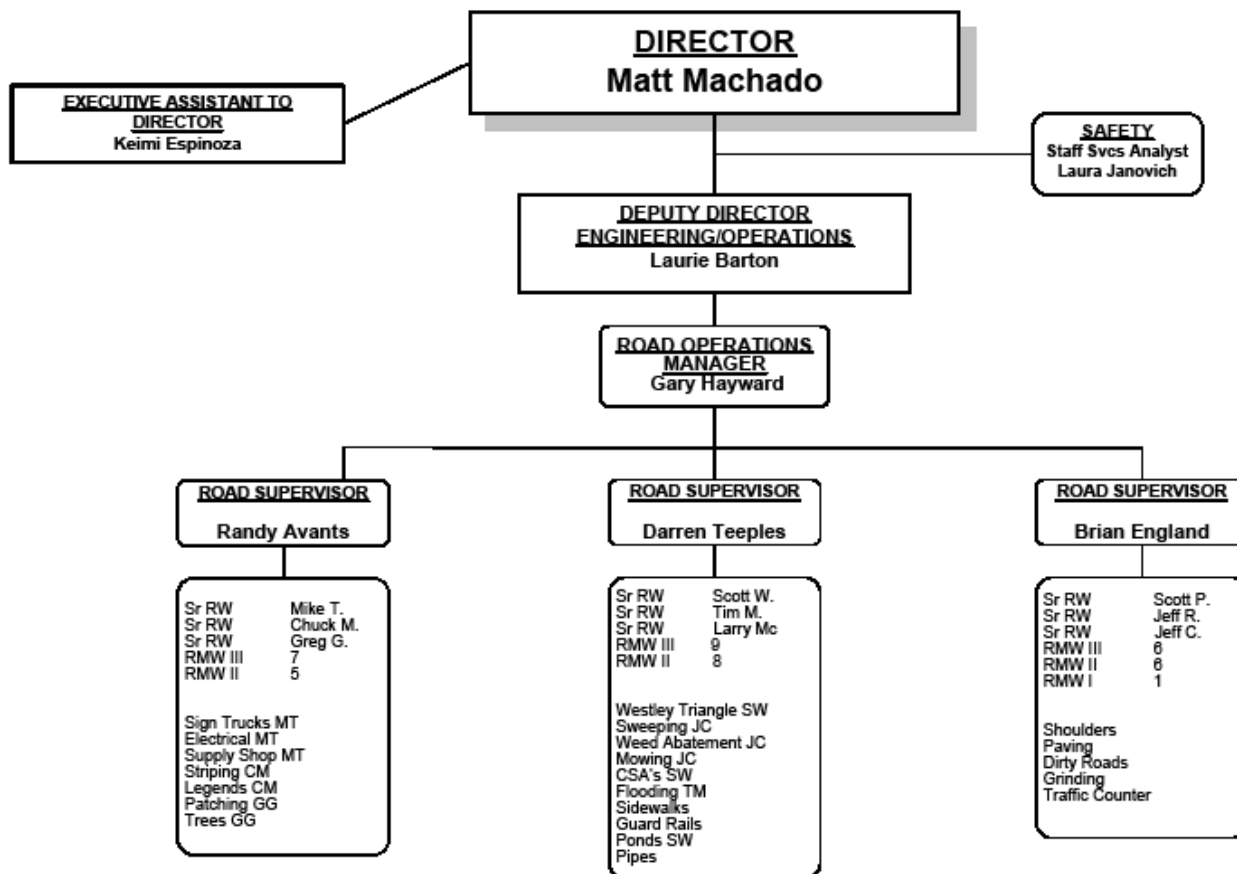 DIRECTOR
Matt Machado
EXECUTIVE ASSISTANT TO
DIRECTOR
Keimi Espinoza
SAFETY
Staff Svcs Analyst
Laura Janovich
DEPUTY DIRECTOR
ENGINEERING/OPERATIONS
Laurie Barton
ROAD OPERATIONS
MANAGER
Gary Hayward
ROAD SUPERVISOR
Randy Avants
Sr RW Mike T.
Sr RW Chuck M.
Sr RW Greg G.
RMW III 7
RMW II 5
Sign Trucks MT
Electrical MT
Supply Shop MT
Striping CM
Legends CM
Patching GG
Trees GG
ROAD SUPERVISOR
Darren Teeples
Sr RW Scott W.
Sr RW Tim M.
Sr RW Larry Mc
RMW III 9
RMW II 8
Westley Triangle SW
Sweeping JC
Weed Abatement JC
Mowing JC
CSA's SW
Flooding TM
Sidewalks
Guard Rails
Ponds SW
Pipes
ROAD SUPERVISOR
Brian England
Sr RW Scott P.
Sr RW Jeff R.
Sr RW Jeff C.
RMW III 6
RMW II 6
RMW I 1
Shoulders
Paving
Dirty Roads
Grinding
Traffic Counter